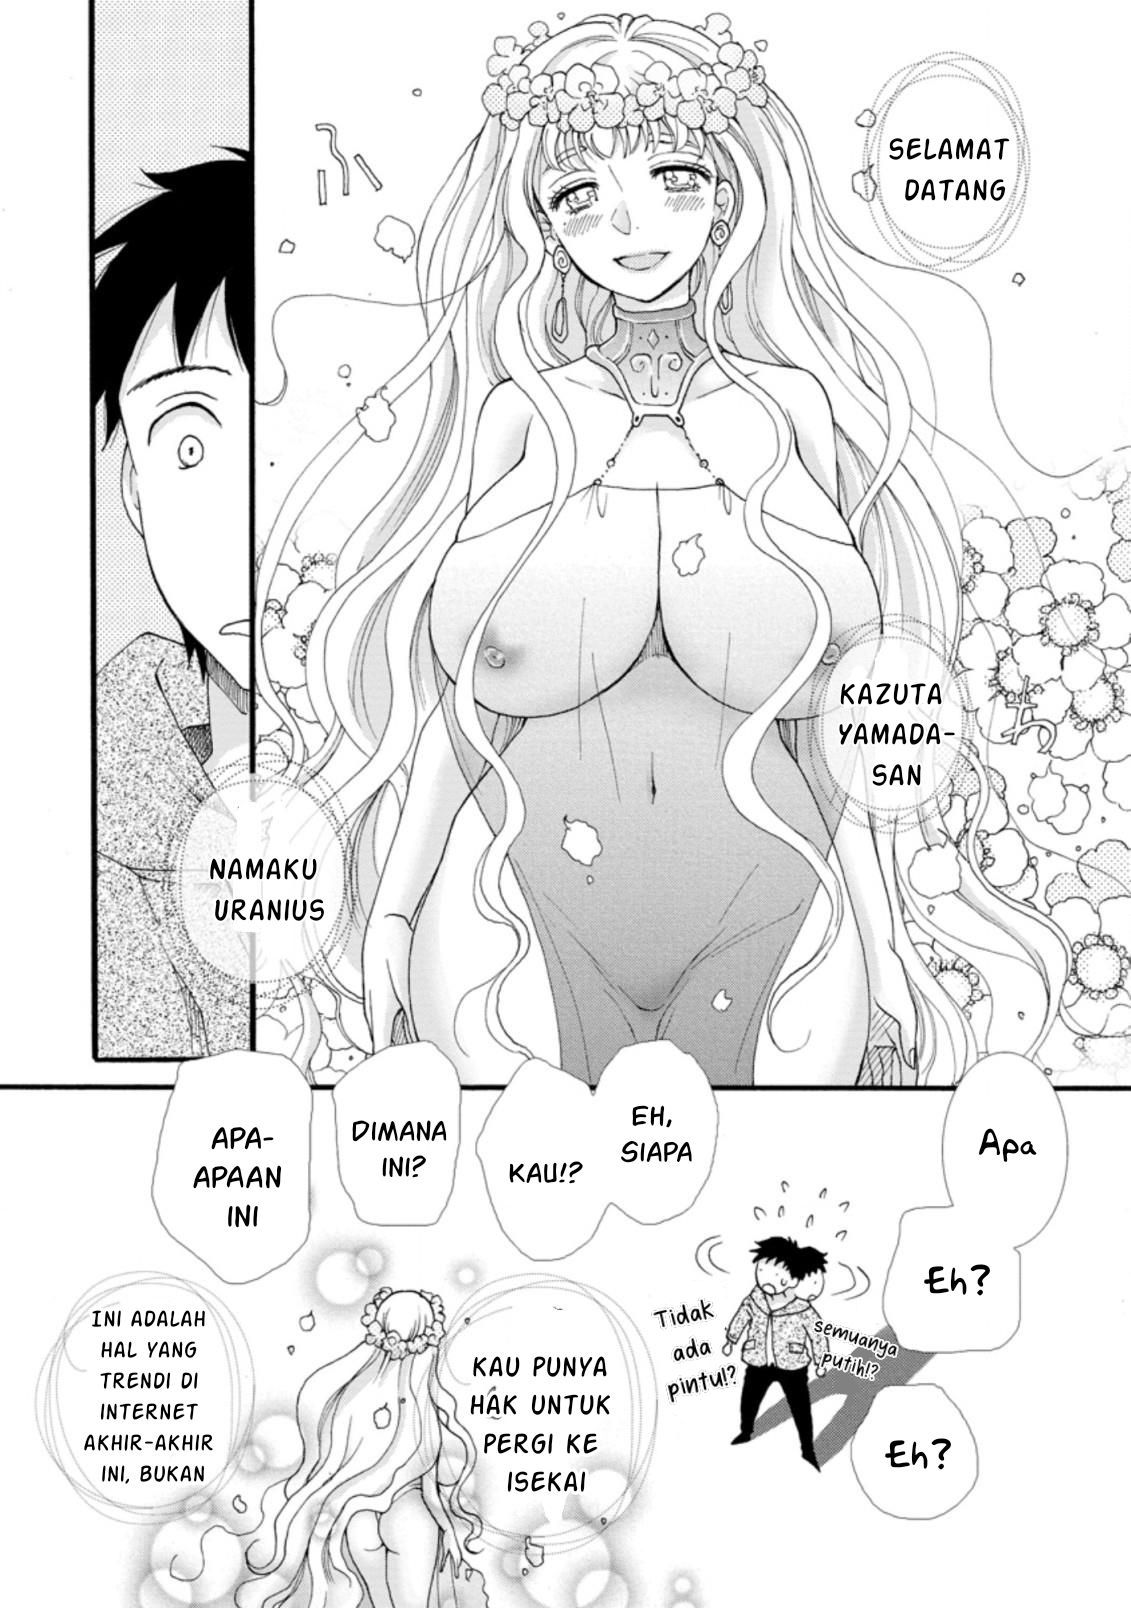 SELAMAT
DATANG
KAZUTA
YAMADA-
SAN
NAMAKU
URANIUS
Apa
Eh?
Eh?
Tidak
ada
pintu!?
semuanya
putih!?
EH,
SIAPA
KAU!?
DIMANA
INI?
APA-
APAAN
INI
KAU PUNYA
HAK UNTUK
PERGI KE
ISEKAI
INI ADALAH
HAL YANG
TRENDI DI
INTERNET
AKHIR-AKHIR
INI, BUKAN